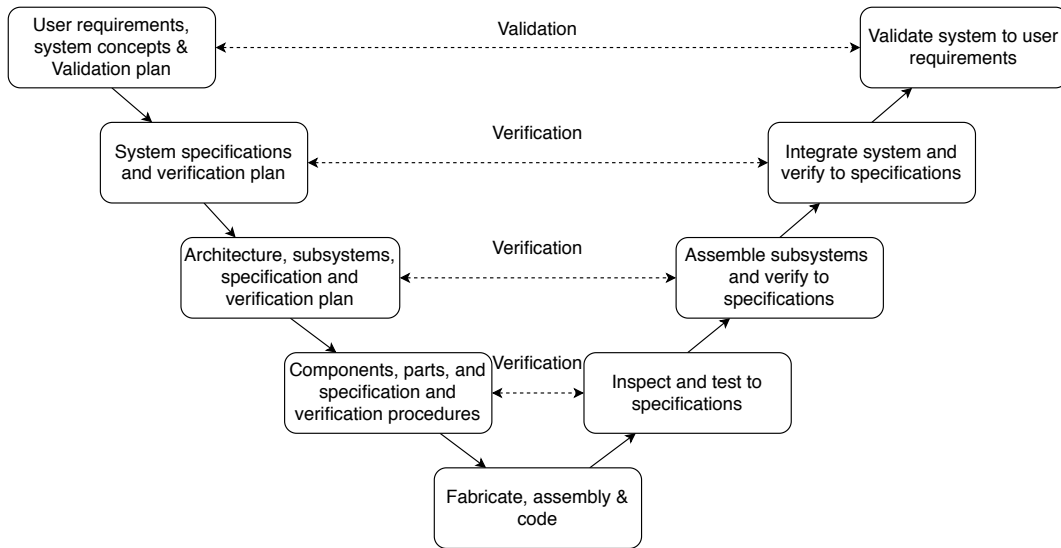 User requirements,
system concepts &
Validation plan
Validation
Validate system to user
requirements
System specifications
and verification plan
Verification
Integrate system and
verify to specifications
Architecture, subsystems,
specification and
verification plan
Verification
Assemble subsystems
and verify to
specifications
Components, parts, and
specification and
verification procedures
Verification
Inspect and test to
specifications
Fabricate, assembly &
code